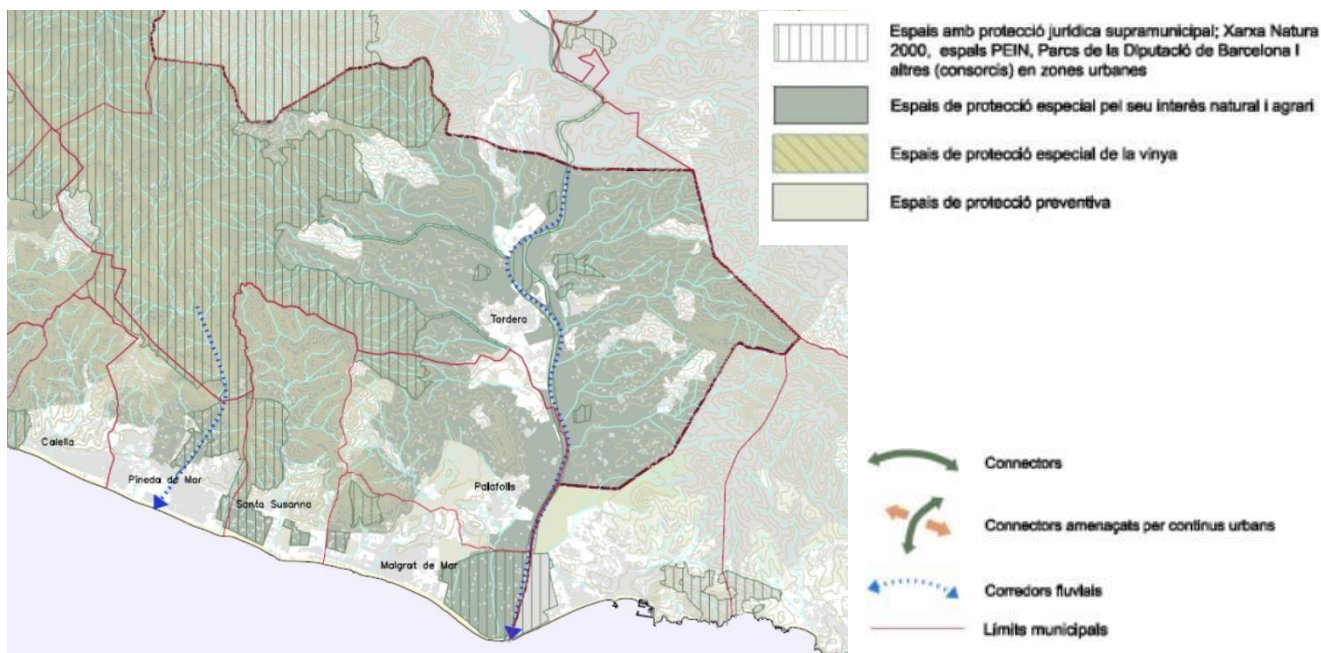 Espais amb protecció jurídica supramunicipal; Xarxa Natura
2000, espais PEIN, Parcs de la Diputació de Barcelona I
altres (consorcis) en zones urbanes
Espais de protecció especial pel seu interès natural i agrari
Espais de protecció especial de la vinya
Espais de protecció preventiva
Tordera
Calella
Pineda de Mar
Santa Susanna
Palafolls
Malgrat de Mar
Connectors
Connectors amenaçats per continus urbans
Corredors fluvials
Límits municipals